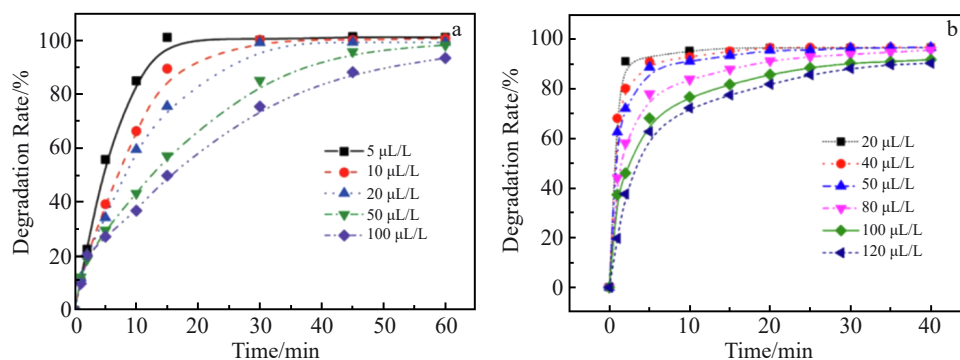 a
Degradation Rate/%
100
80
60
40
20
0
5 μL/L
10 μL/L
20 μL/L
50 μL/L
100 μL/L
0 10 20 30 40 50 60
Time/min
b
Degradation Rate/%
100
80
60
40
20
0
20 μL/L
40 μL/L
50 μL/L
80 μL/L
100 μL/L
120 μL/L
0 10 20 30 40
Time/min